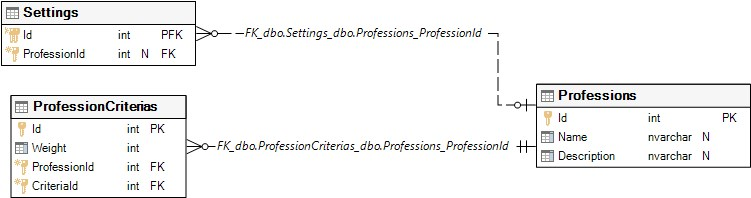 Settings
Id int PFK
ProfessionId int N FK
FK_dbo.Settings_dbo.Professions_ProfessionId
ProfessionCriterias
Id int PK
Weight int
ProfessionId int FK
CriteriaId int FK
FK_dbo.ProfessionCriterias_dbo.Professions_ProfessionId
Professions
Id int PK
Name nvarchar N
Description nvarchar N